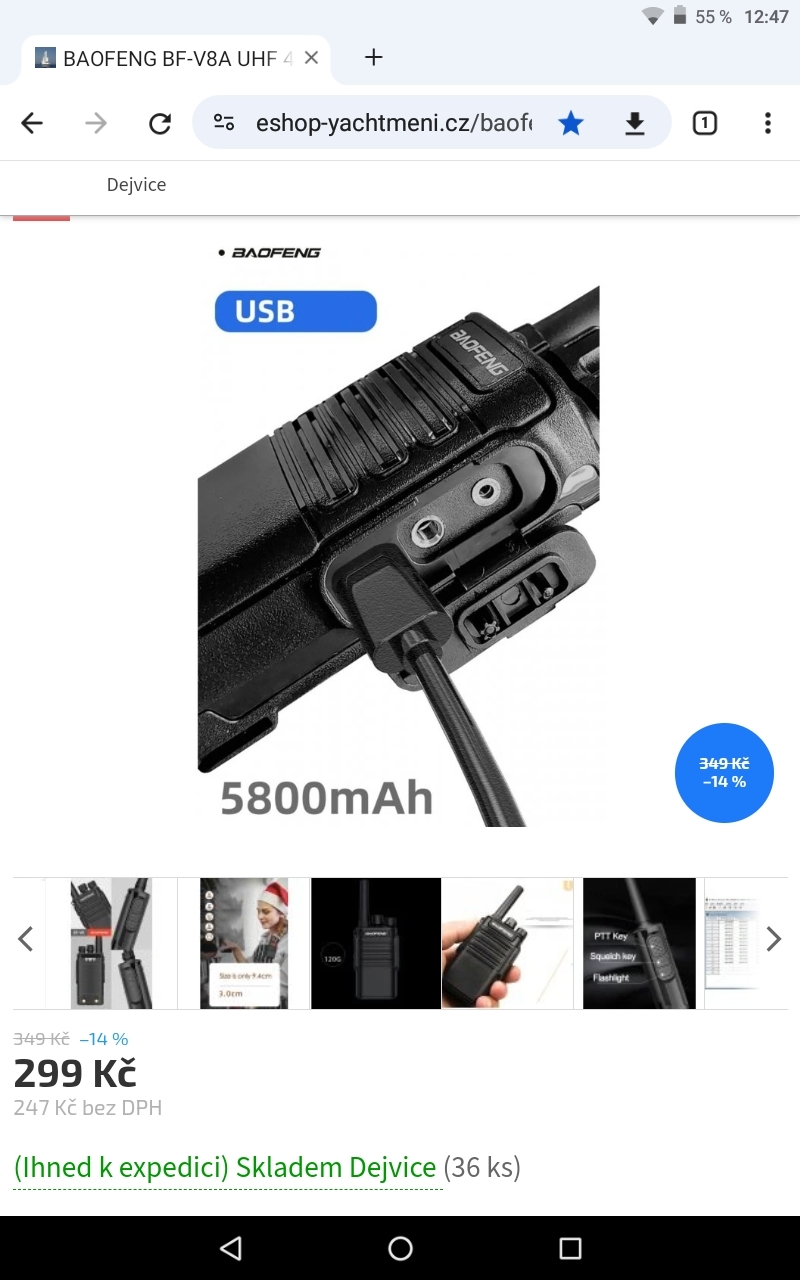 55 % 12:47
BAOFENG BF-V8A UHF 4
1
eshop-yachtmeni.cz/baofe
Dejvice
BAOFENG
USB
BAOFENG
5800mAh
349 Kč
–14 %
120G
Size is only 9.4cm
3.0cm
PTT Key
Squelch key
Flashlight
349 Kč –14 %
299 Kč
247 Kč bez DPH
(Ihned k expedici) Skladem Dejvice (36 ks)